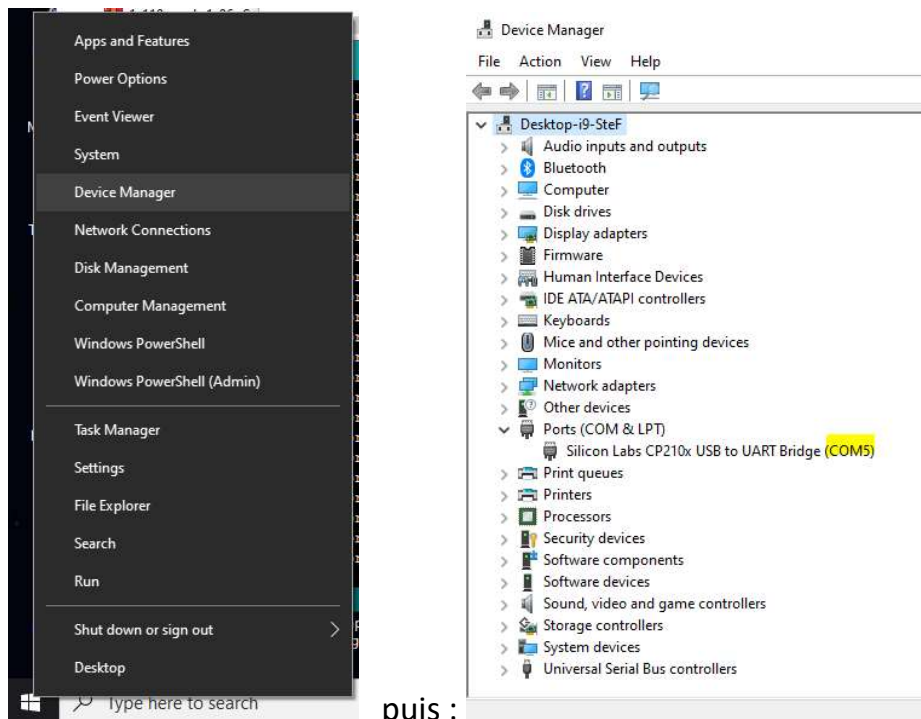 Apps and Features
Power Options
Event Viewer
System
Device Manager
Network Connections
Disk Management
Computer Management
Windows PowerShell
Windows PowerShell (Admin)
Task Manager
Settings
File Explorer
Search
Run
Shut down or sign out
Desktop
Type here to search
puis :
Device Manager
File Action View Help
Desktop-i9-SteF
Audio inputs and outputs
Bluetooth
Computer
Disk drives
Display adapters
Firmware
Human Interface Devices
IDE ATA/ATAPI controllers
Keyboards
Mice and other pointing devices
Monitors
Network adapters
Other devices
Ports (COM & LPT)
Silicon Labs CP210x USB to UART Bridge (COM5)
Print queues
Printers
Processors
Security devices
Software components
Software devices
Sound, video and game controllers
Storage controllers
System devices
Universal Serial Bus controllers